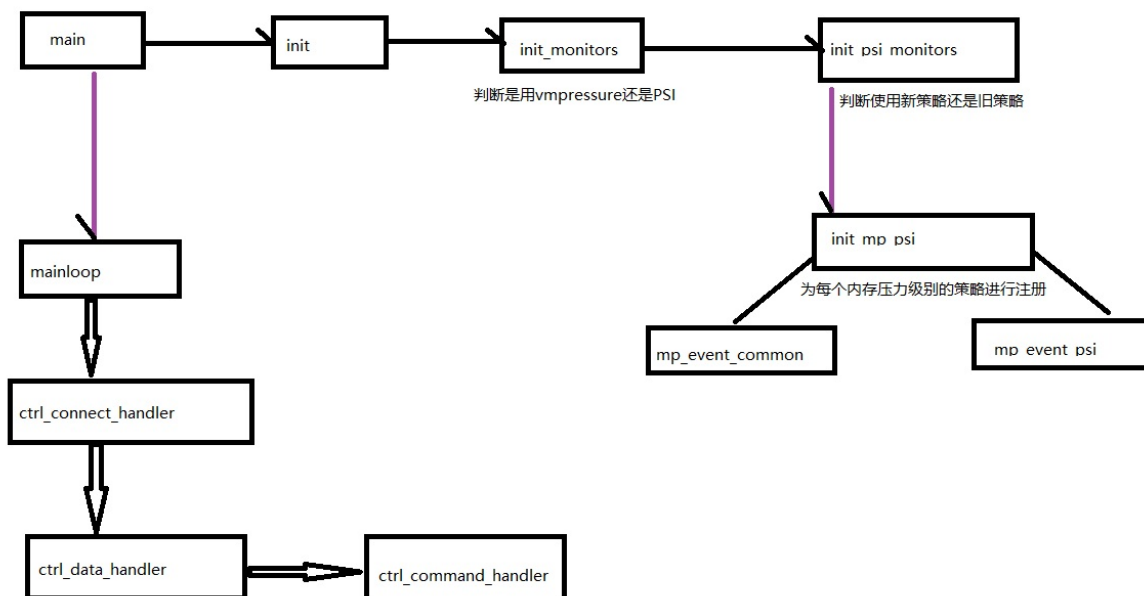 main
init
init_monitors
init psi monitors
判断是用vmpressure还是PSI
判断使用新策略还是旧策略
mainloop
init mp psi
为每个内存压力级别的策略进行注册
mp_event_common
mp event psi
ctrl_connect_handler
ctrl_data_handler
ctrl_command_handler